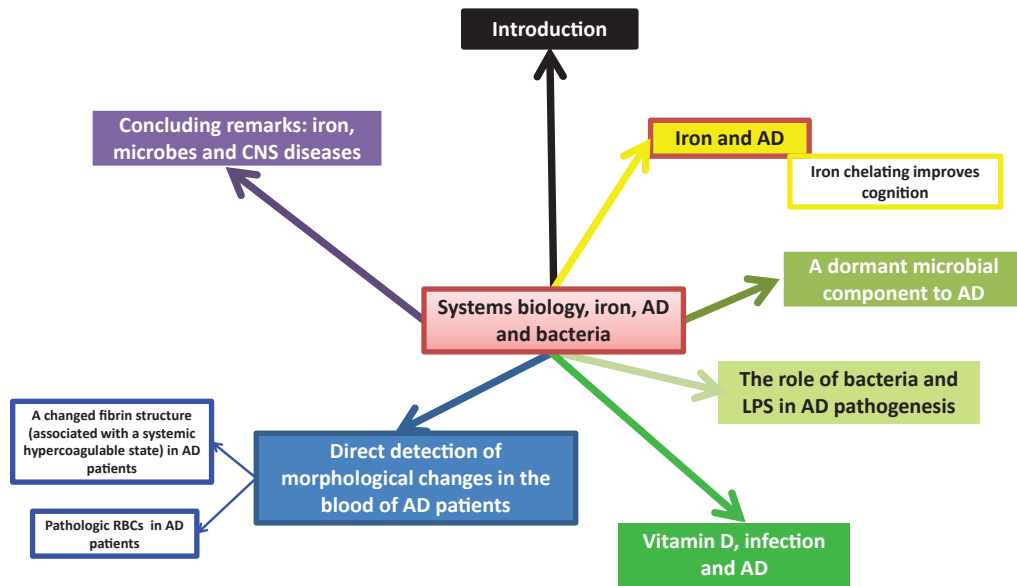 Introduction
Concluding remarks: iron,
microbes and CNS diseases
Iron and AD
Iron chelating improves
cognition
A dormant microbial
component to AD
Systems biology, iron, AD
and bacteria
The role of bacteria and
LPS in AD pathogenesis
A changed fibrin structure
(associated with a systemic
hypercoagulable state) in AD
patients
Direct detection of
morphological changes in the
blood of AD patients
Pathologic RBCs in AD
patients
Vitamin D, infection
and AD